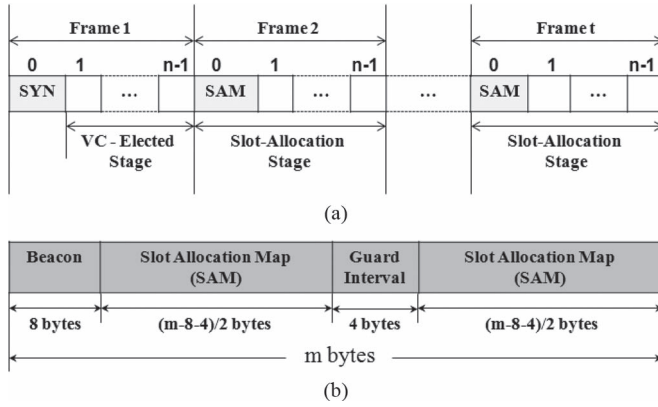 Frame 1 Frame 2 Frame t
0 1 n-1 0 1 n-1 0 1 n-1
SYN ... SAM ... ... SAM ...
VC - Elected Stage
Slot-Allocation Stage
Slot-Allocation Stage
(a)
Beacon
Slot Allocation Map (SAM)
Guard Interval
Slot Allocation Map (SAM)
8 bytes (m-8-4)/2 bytes 4 bytes (m-8-4)/2 bytes
m bytes
(b)